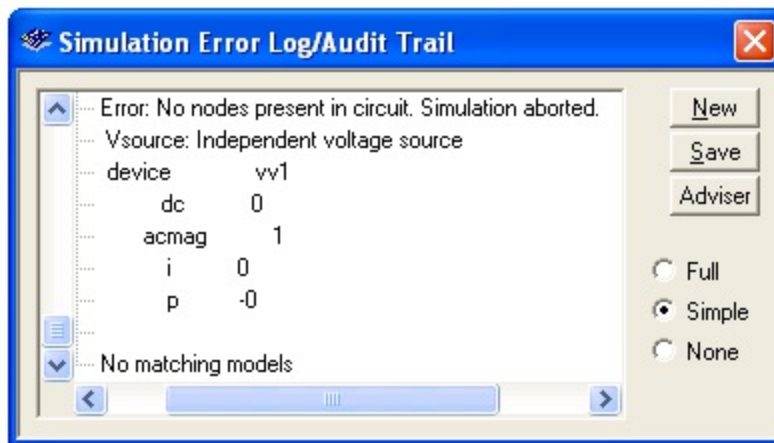 Simulation Error Log/Audit Trail
Error: No nodes present in circuit. Simulation aborted.
Vsource: Independent voltage source
device vv1
dc 0
acmag 1
i 0
p -0
No matching models
New
Save
Adviser
Full
Simple
None